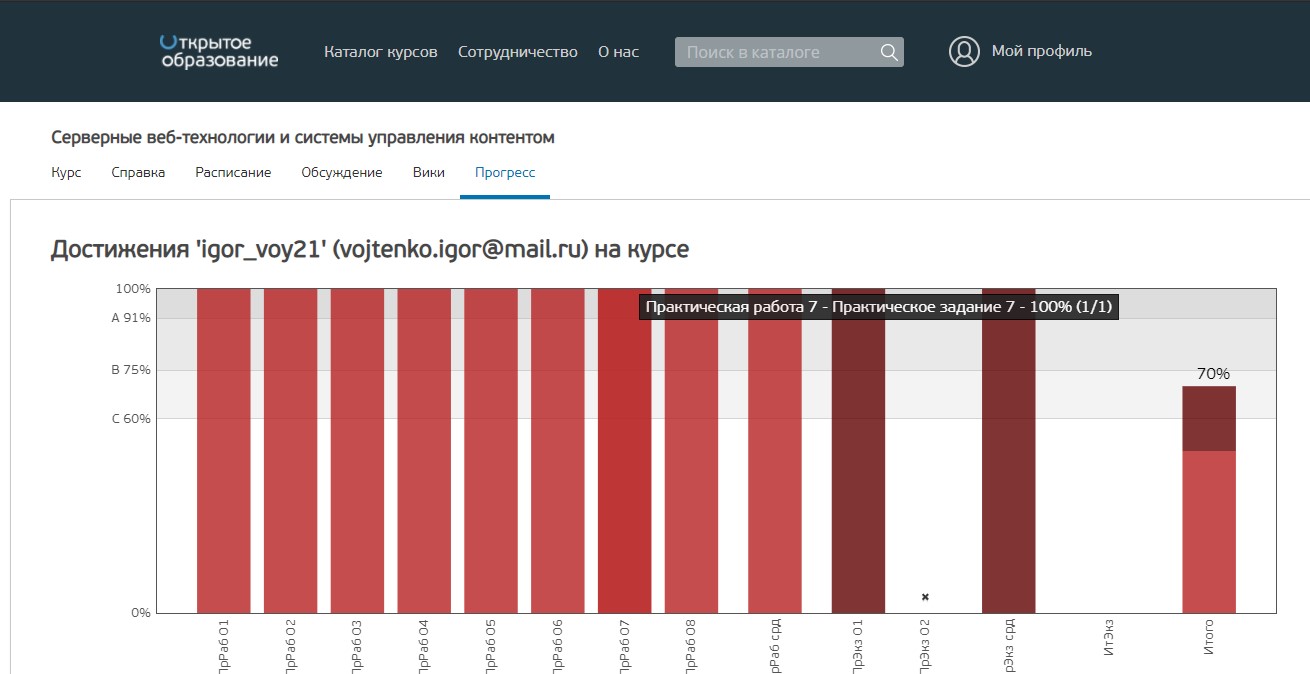 Открытое
образование
Каталог курсов Сотрудничество О нас Поиск в каталоге Мой профиль
Серверные веб-технологии и системы управления контентом
Курс Справка Расписание Обсуждение Вики Прогресс
Достижения 'igor_voy21' (vojtenko.igor@mail.ru) на курсе
100%
Практическая работа 7 - Практическое задание 7 - 100% (1/1)
A 91%
B 75%
70%
C 60%
0%
ПрРаб 01
ПрРаб 02
ПрРаб 03
ПрРаб 04
ПрРаб 05
ПрРаб 06
ПрРаб 07
ПрРаб 08
рРаб срд
ПрЭкз 01
ПрЭкз 02
рЭкз срд
ИтЭкз
Итого